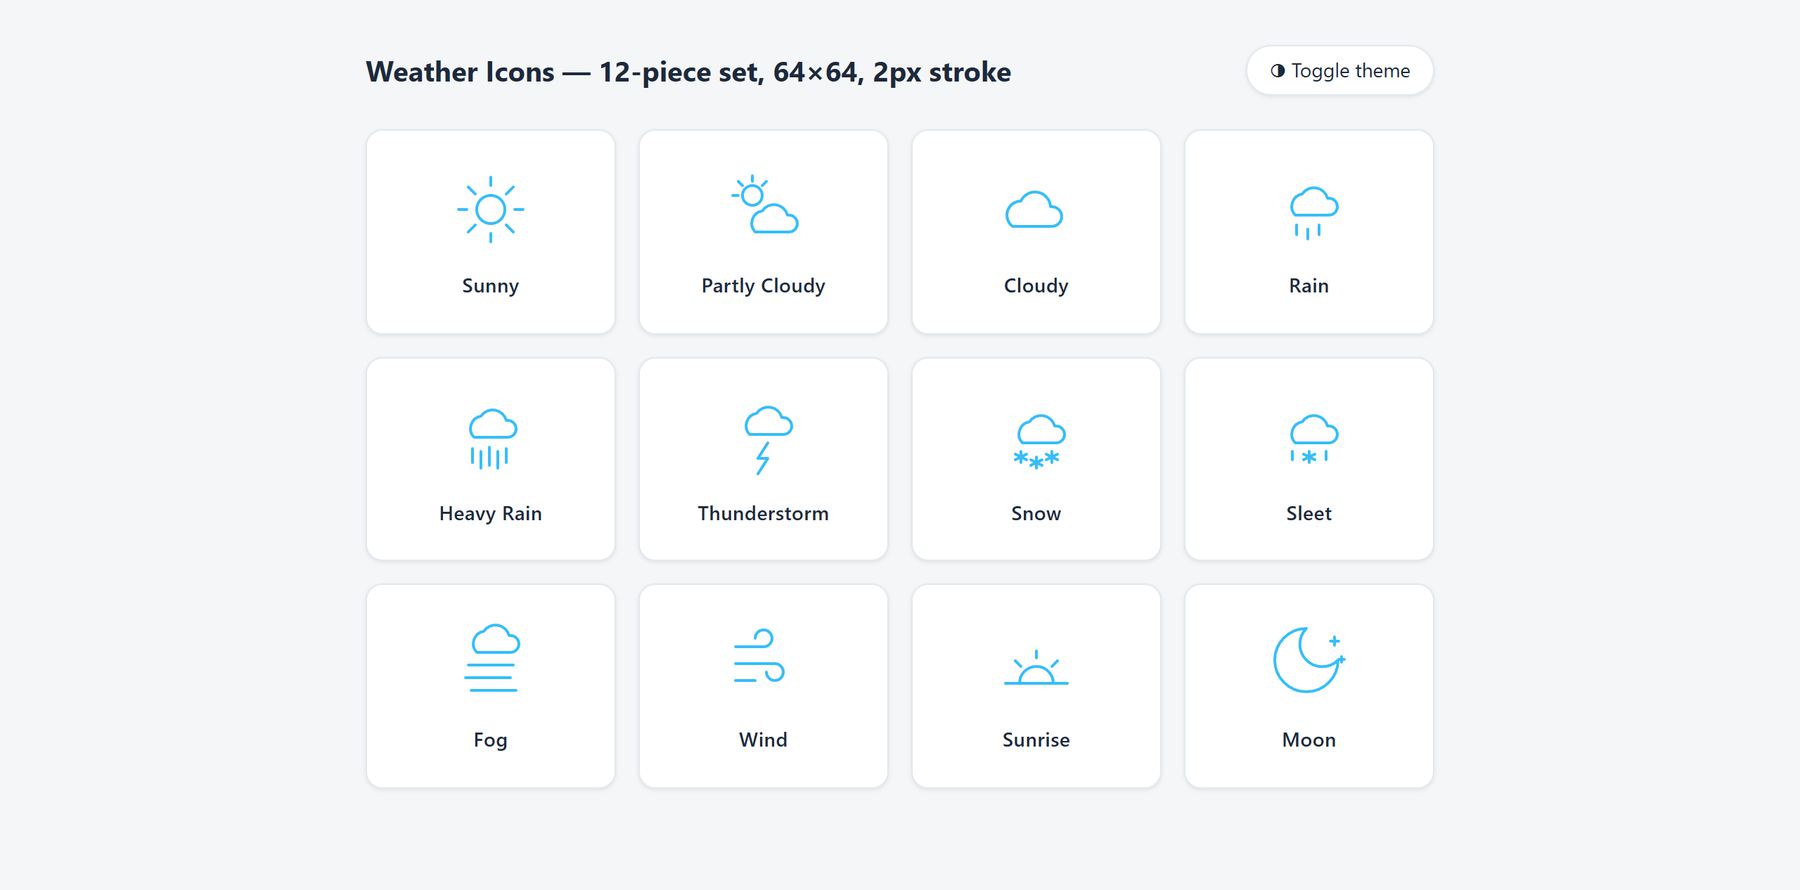 Weather Icons — 12-piece set, 64×64, 2px stroke
◑ Toggle theme
Sunny
Partly Cloudy
Cloudy
Rain
Heavy Rain
Thunderstorm
Snow
Sleet
Fog
Wind
Sunrise
Moon